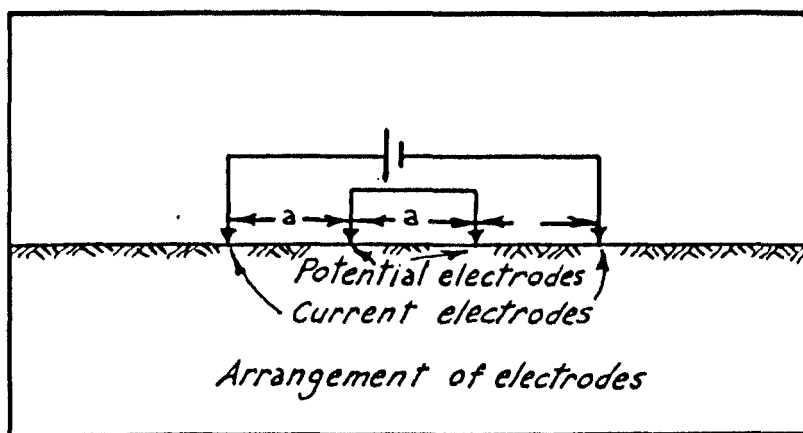 a a
Potential electrodes
Current electrodes
Arrangement of electrodes